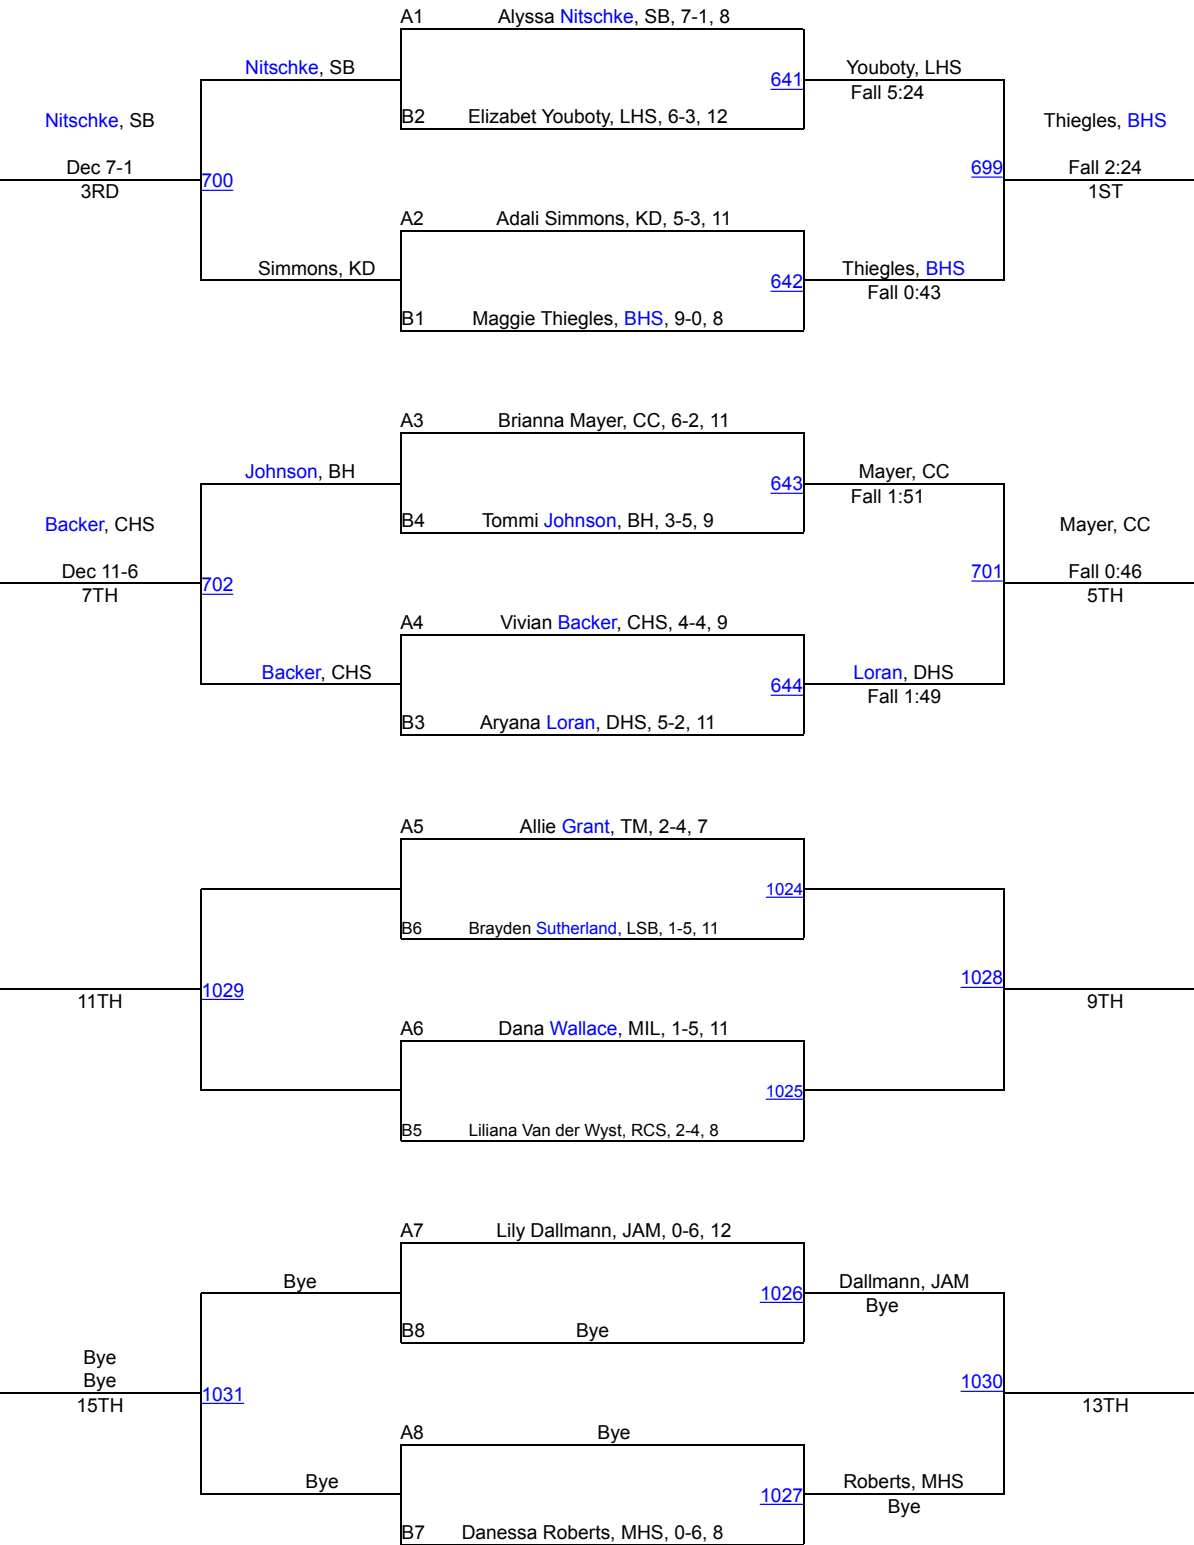 A1 Alyssa Nitschke, SB, 7-1, 8
Nitschke, SB
641
Youboty, LHS
Fall 5:24
B2 Elizabet Youboty, LHS, 6-3, 12
Nitschke, SB
Thiegles, BHS
Dec 7-1
3RD
700
699
Fall 2:24
1ST
A2 Adali Simmons, KD, 5-3, 11
Simmons, KD
642
Thiegles, BHS
Fall 0:43
B1 Maggie Thiegles, BHS, 9-0, 8
A3 Brianna Mayer, CC, 6-2, 11
Johnson, BH
643
Mayer, CC
Fall 1:51
B4 Tommi Johnson, BH, 3-5, 9
Backer, CHS
Mayer, CC
Dec 11-6
7TH
702
701
Fall 0:46
5TH
A4 Vivian Backer, CHS, 4-4, 9
Backer, CHS
644
Loran, DHS
Fall 1:49
B3 Aryana Loran, DHS, 5-2, 11
A5 Allie Grant, TM, 2-4, 7
1024
B6 Brayden Sutherland, LSB, 1-5, 11
11TH
1029
1028
9TH
A6 Dana Wallace, MIL, 1-5, 11
1025
B5 Liliana Van der Wyst, RCS, 2-4, 8
A7 Lily Dallmann, JAM, 0-6, 12
Bye
1026
Dallmann, JAM
Bye
B8 Bye
Bye
Bye
15TH
1031
1030
13TH
A8 Bye
Bye
1027
Roberts, MHS
Bye
B7 Danessa Roberts, MHS, 0-6, 8